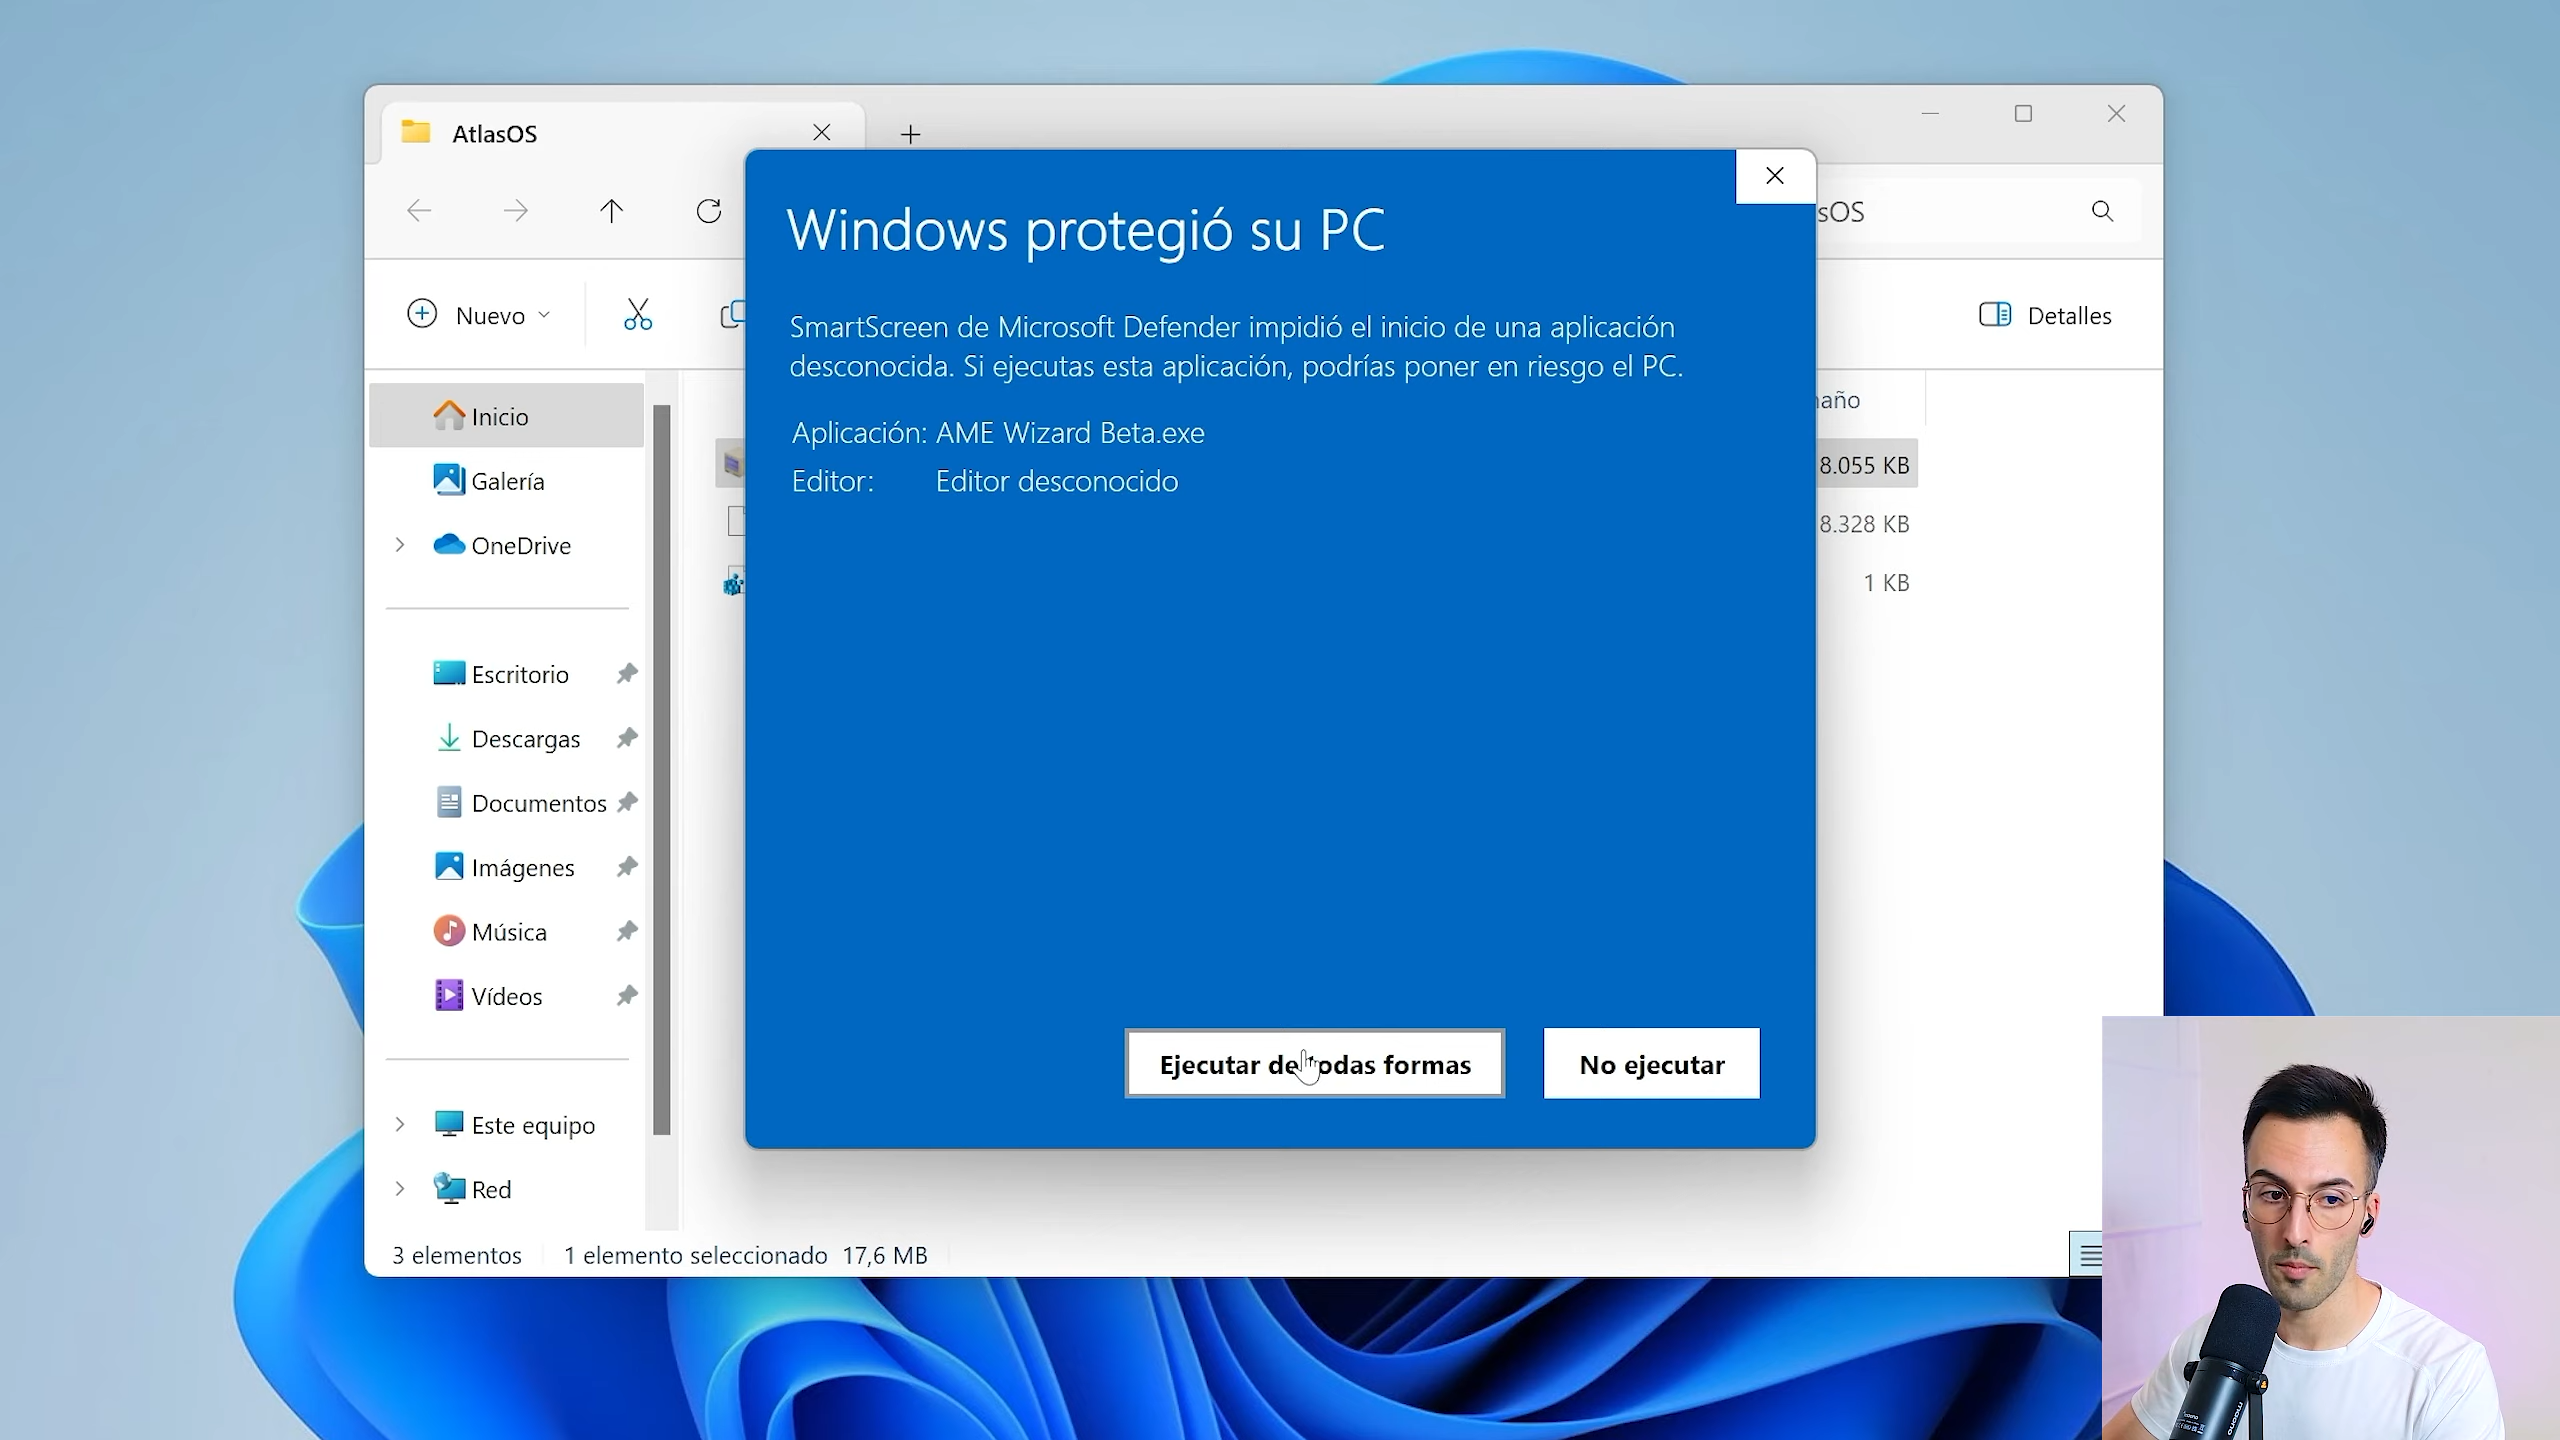 AtlasOS
sOS
Nuevo
Detalles
Inicio
Galería
OneDrive
Escritorio
Descargas
Documentos
Imágenes
Música
Vídeos
Este equipo
Red
Windows protegió su PC
SmartScreen de Microsoft Defender impidió el inicio de una aplicación
desconocida. Si ejecutas esta aplicación, podrías poner en riesgo el PC.
Aplicación: AME Wizard Beta.exe
Editor: Editor desconocido
Ejecutar de odas formas
No ejecutar
año
8.055 KB
8.328 KB
1 KB
3 elementos
1 elemento seleccionado 17,6 MB